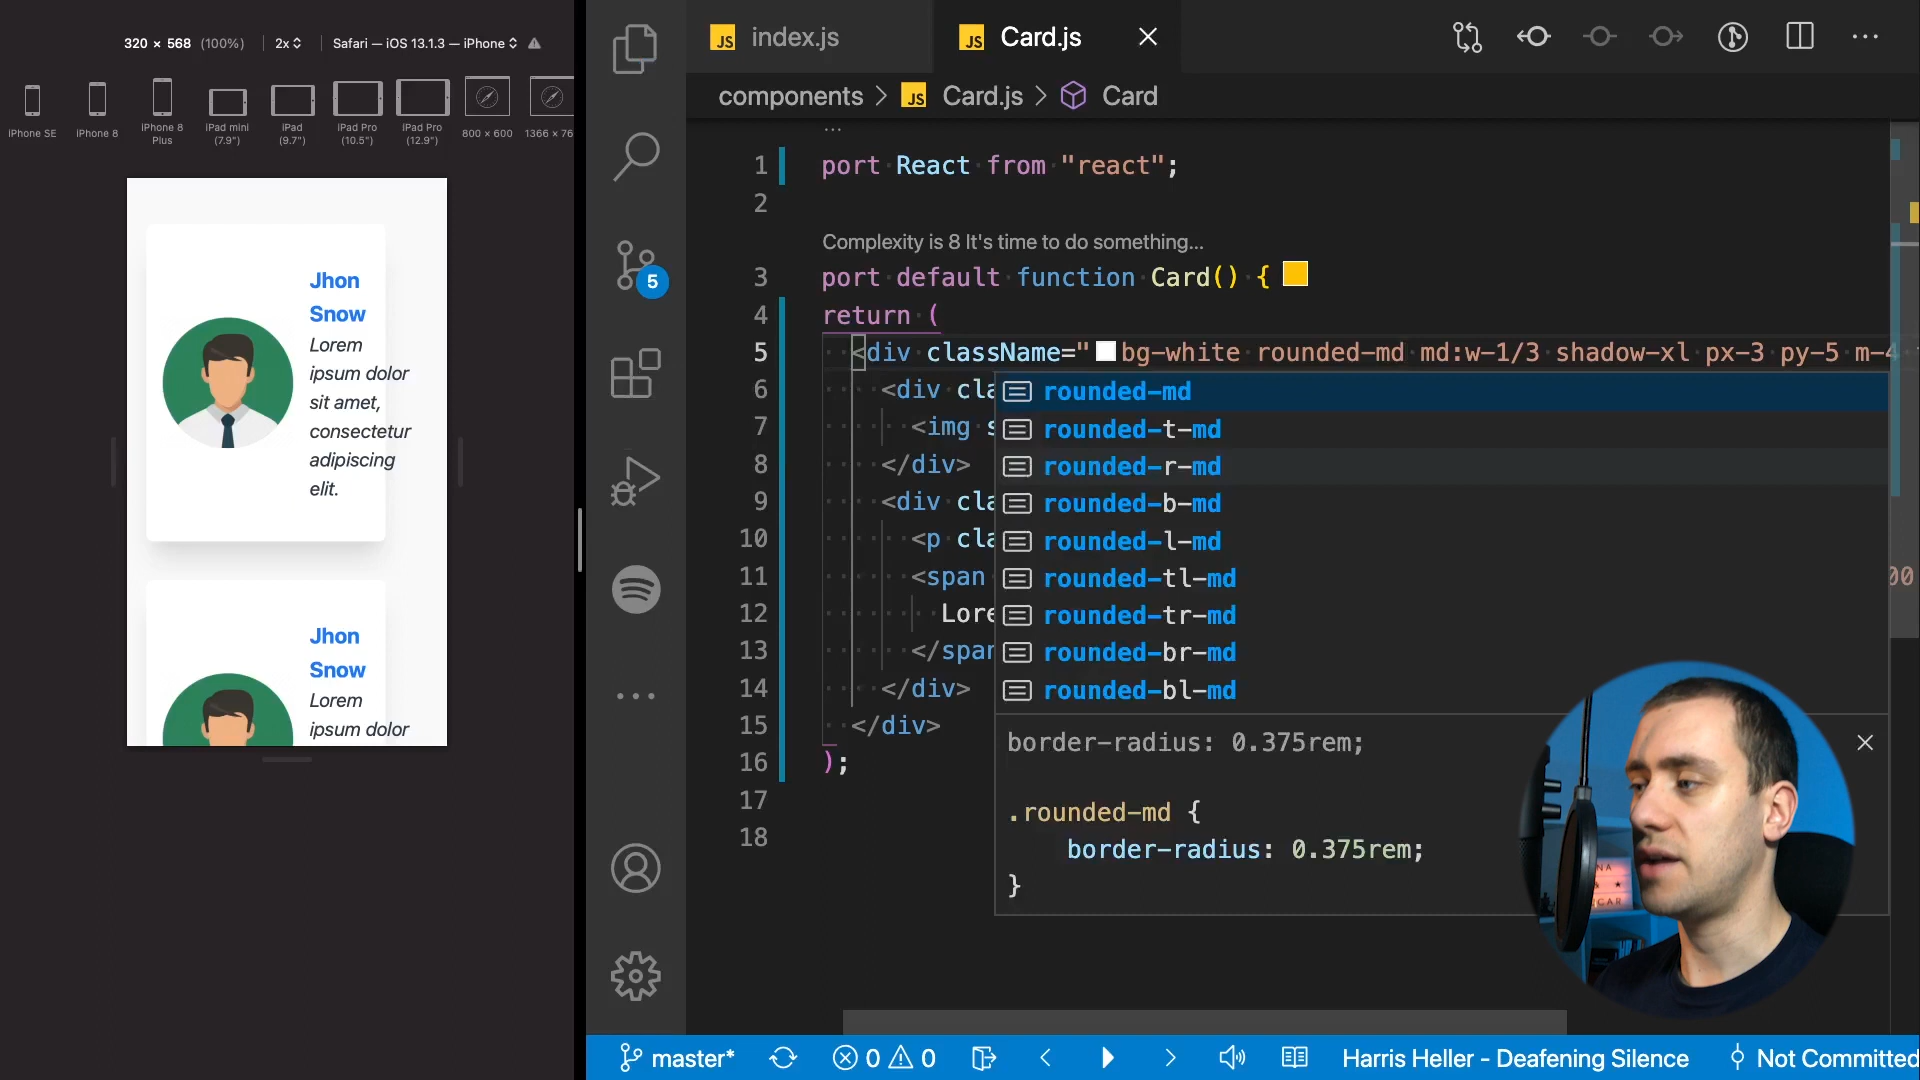 320 × 568 (100%) 2x Safari — iOS 13.1.3 — iPhone
iPhone SE
iPhone 8
iPhone 8
Plus
iPad mini
(7.9")
iPad
(9.7")
iPad Pro
(10.5")
iPad Pro
(12.9")
800 × 600
1366 × 76
Jhon
Snow
Lorem
ipsum dolor
sit amet,
consectetur
adipiscing
elit.
Jhon
Snow
Lorem
ipsum dolor
5
JS index.js
JS Card.js
components > JS Card.js > Card
...
1 port React from "react";
2
Complexity is 8 It's time to do something...
3 port default function Card() {
4 return (
5 <div className="bg-white rounded-md md:w-1/3 shadow-xl px-3 py-5 m-4
6 <div cla
7 <img s
8 </div>
9 <div cla
10 <p cla
11 <span
00
12 Lore
13 </span
14 </div>
15 </div>
16 );
17
18
rounded-md
rounded-t-md
rounded-r-md
rounded-b-md
rounded-l-md
rounded-tl-md
rounded-tr-md
rounded-br-md
rounded-bl-md
border-radius: 0.375rem;
.rounded-md {
border-radius: 0.375rem;
}
master* 0 0 Harris Heller - Deafening Silence Not Committed